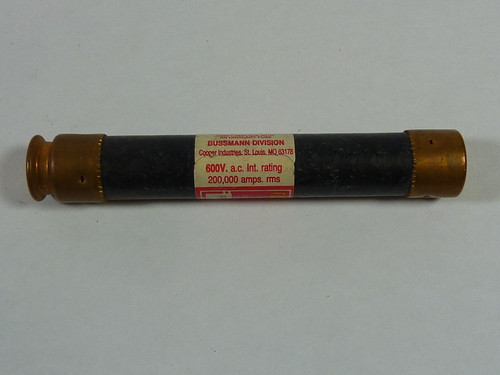 BUSSMANN DIVISION
Cooper Industries, St. Louis, MO 63178
600V. a.c. Int. rating
200,000 amps. rms